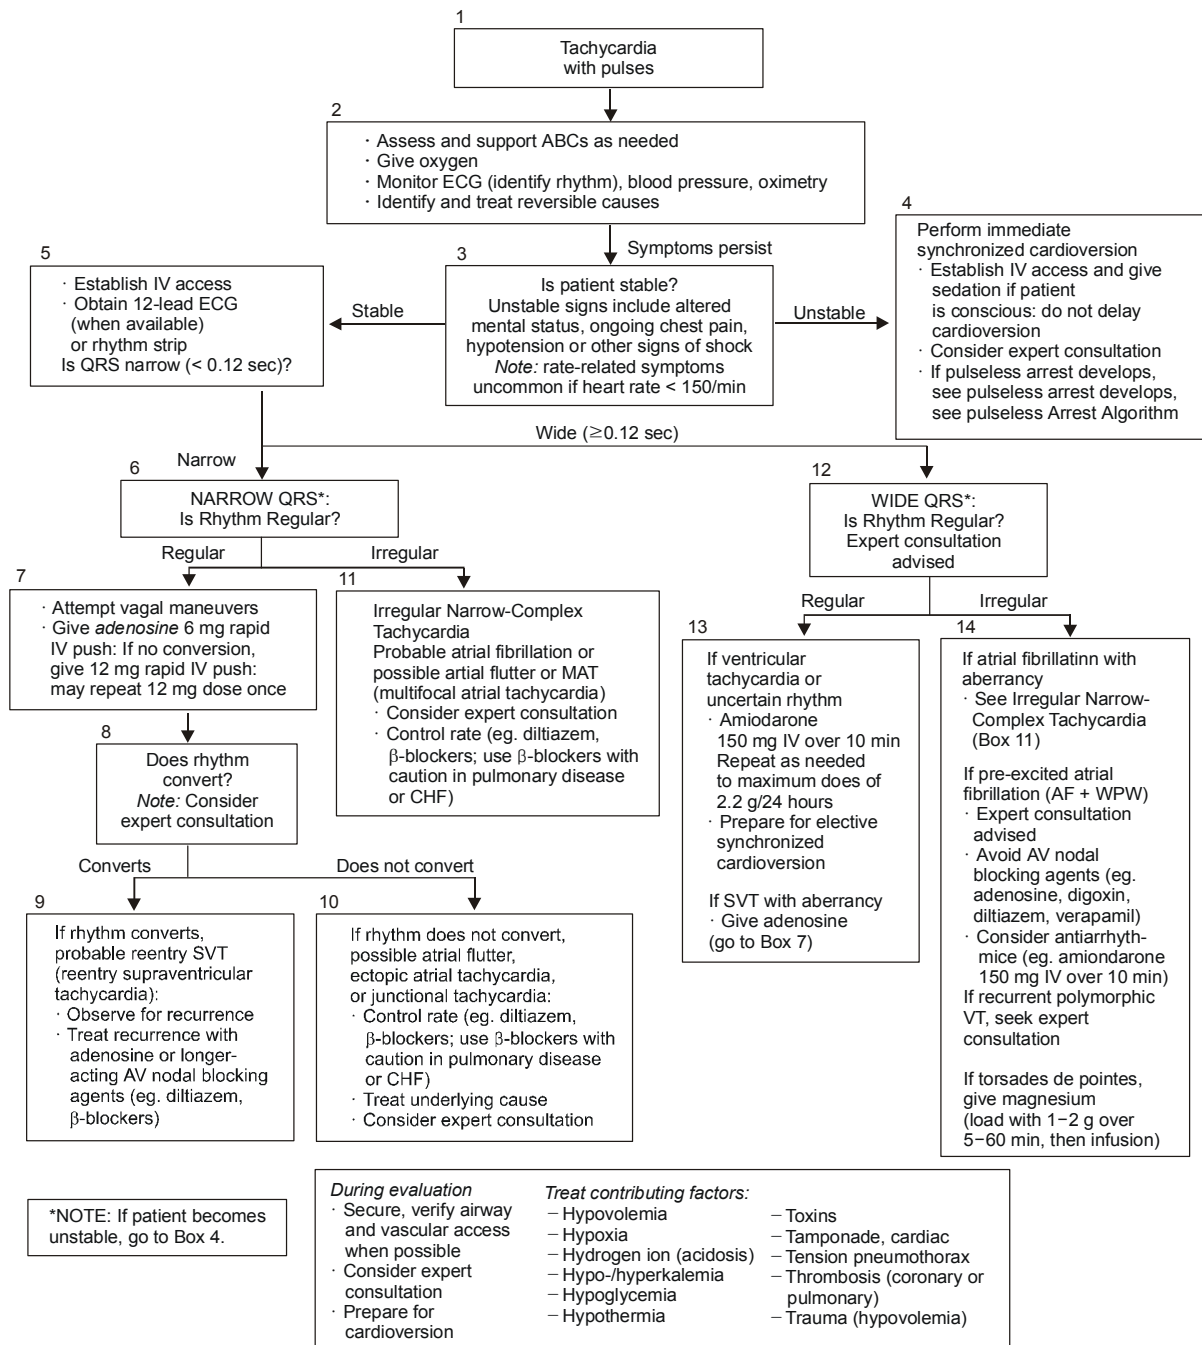 1
Tachycardia
with pulses
2
· Assess and support ABCs as needed
· Give oxygen
· Monitor ECG (identify rhythm), blood pressure, oximetry
· Identify and treat reversible causes
Symptoms persist
3
Is patient stable?
Unstable signs include altered
mental status, ongoing chest pain,
hypotension or other signs of shock
Note: rate-related symptoms
uncommon if heart rate < 150/min
Stable
Unstable
4
Perform immediate
synchronized cardioversion
· Establish IV access and give
sedation if patient
is conscious: do not delay
cardioversion
· Consider expert consultation
· If pulseless arrest develops,
see pulseless arrest develops,
see pulseless Arrest Algorithm
5
· Establish IV access
· Obtain 12-lead ECG
(when available)
or rhythm strip
Is QRS narrow (< 0.12 sec)?
Narrow
Wide (≥0.12 sec)
6
NARROW QRS*:
Is Rhythm Regular?
Regular
Irregular
7
· Attempt vagal maneuvers
· Give adenosine 6 mg rapid
IV push: If no conversion,
give 12 mg rapid IV push:
may repeat 12 mg dose once
8
Does rhythm
convert?
Note: Consider
expert consultation
Converts
Does not convert
9
If rhythm converts,
probable reentry SVT
(reentry supraventricular
tachycardia):
· Observe for recurrence
· Treat recurrence with
adenosine or longer-
acting AV nodal blocking
agents (eg. diltiazem,
β-blockers)
10
If rhythm does not convert,
possible atrial flutter,
ectopic atrial tachycardia,
or junctional tachycardia:
· Control rate (eg. diltiazem,
β-blockers; use β-blockers with
caution in pulmonary disease
or CHF)
· Treat underlying cause
· Consider expert consultation
11
Irregular Narrow-Complex
Tachycardia
Probable atrial fibrillation or
possible artial flutter or MAT
(multifocal atrial tachycardia)
· Consider expert consultation
· Control rate (eg. diltiazem,
β-blockers; use β-blockers with
caution in pulmonary disease
or CHF)
12
WIDE QRS*:
Is Rhythm Regular?
Expert consultation
advised
Regular
Irregular
13
If ventricular
tachycardia or
uncertain rhythm
· Amiodarone
150 mg IV over 10 min
Repeat as needed
to maximum does of
2.2 g/24 hours
· Prepare for elective
synchronized
cardioversion
If SVT with aberrancy
· Give adenosine
(go to Box 7)
14
If atrial fibrillatinn with
aberrancy
· See Irregular Narrow-
Complex Tachycardia
(Box 11)
If pre-excited atrial
fibrillation (AF + WPW)
· Expert consultation
advised
· Avoid AV nodal
blocking agents (eg.
adenosine, digoxin,
diltiazem, verapamil)
· Consider antiarrhyth-
mice (eg. amiondarone
150 mg IV over 10 min)
If recurrent polymorphic
VT, seek expert
consultation
If torsades de pointes,
give magnesium
(load with 1−2 g over
5−60 min, then infusion)
*NOTE: If patient becomes
unstable, go to Box 4.
During evaluation
· Secure, verify airway
and vascular access
when possible
· Consider expert
consultation
· Prepare for
cardioversion
Treat contributing factors:
− Hypovolemia
− Hypoxia
− Hydrogen ion (acidosis)
− Hypo-/hyperkalemia
− Hypoglycemia
− Hypothermia
− Toxins
− Tamponade, cardiac
− Tension pneumothorax
− Thrombosis (coronary or
pulmonary)
− Trauma (hypovolemia)